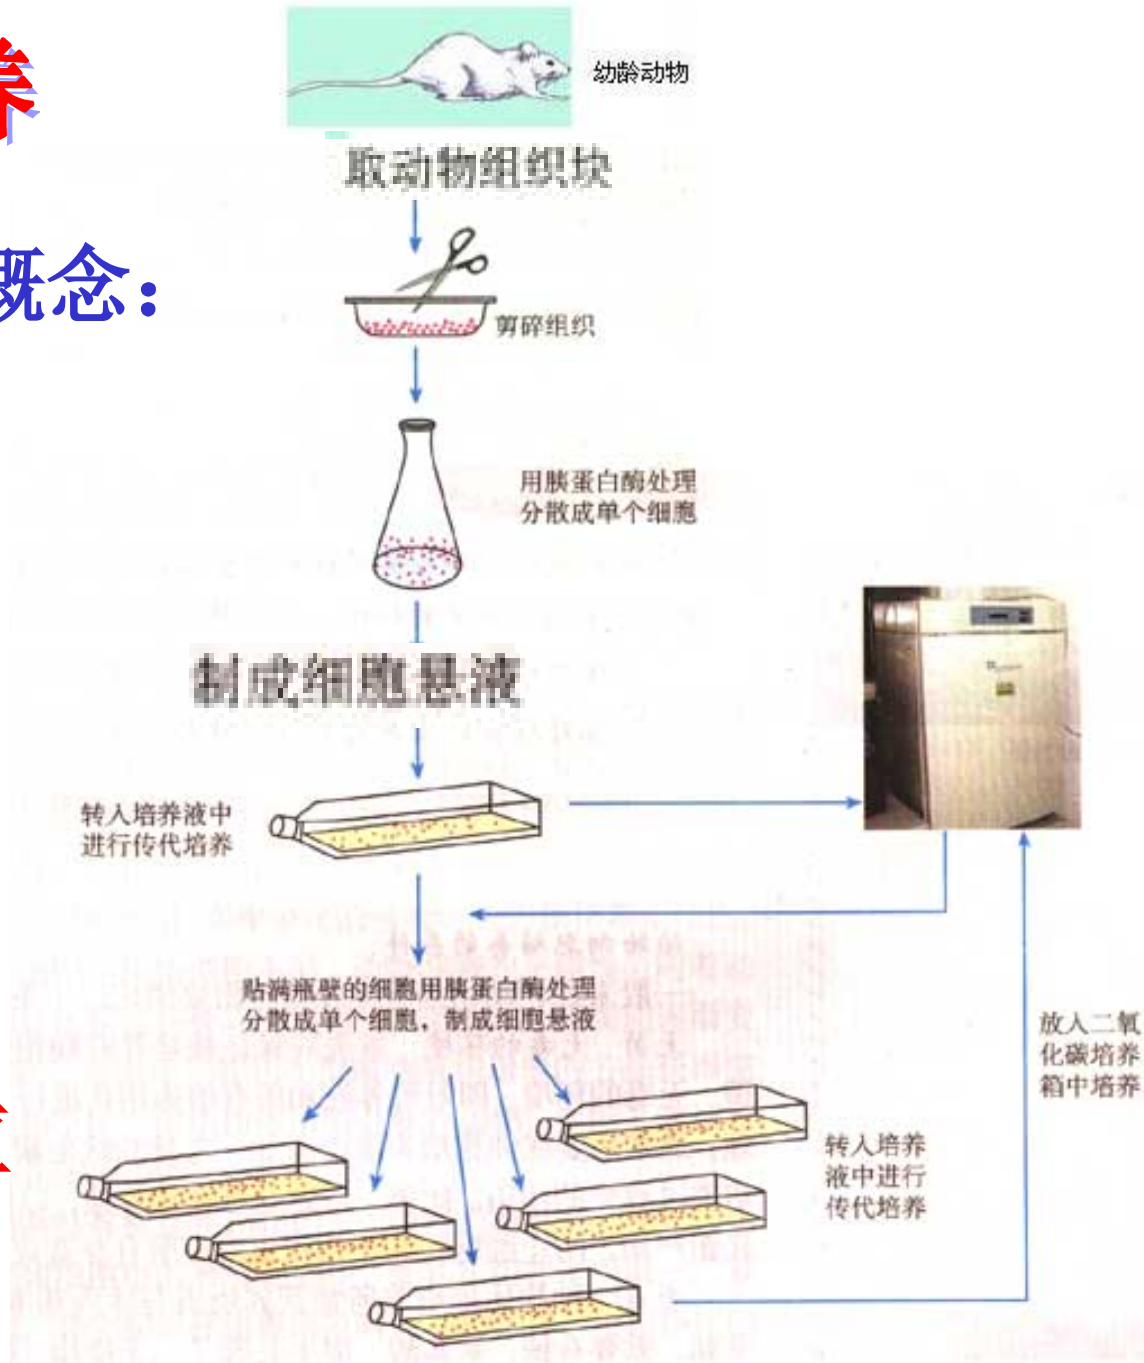 养
幼龄动物
取动物组织块
概念：
剪碎组织
用胰蛋白酶处理
分散成单个细胞
制成细胞悬液
转入培养液中
进行传代培养
贴满瓶壁的细胞用胰蛋白酶处理
分散成单个细胞，制成细胞悬液
放入二氧
化碳培养
箱中培养
转入培养
液中进行
传代培养